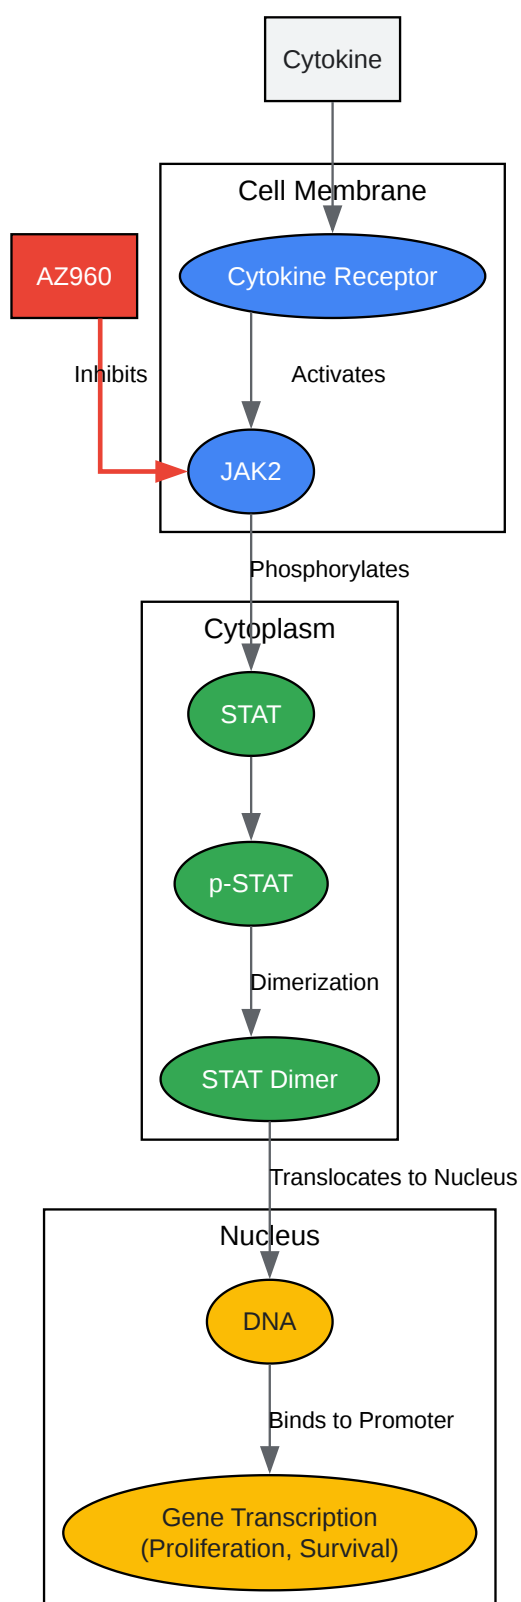 Cytokine
Cell Membrane
AZ960
Cytokine Receptor
Inhibits
Activates
JAK2
Phosphorylates
Cytoplasm
STAT
p-STAT
Dimerization
STAT Dimer
Translocates to Nucleus
Nucleus
DNA
Binds to Promoter
Gene Transcription
(Proliferation, Survival)